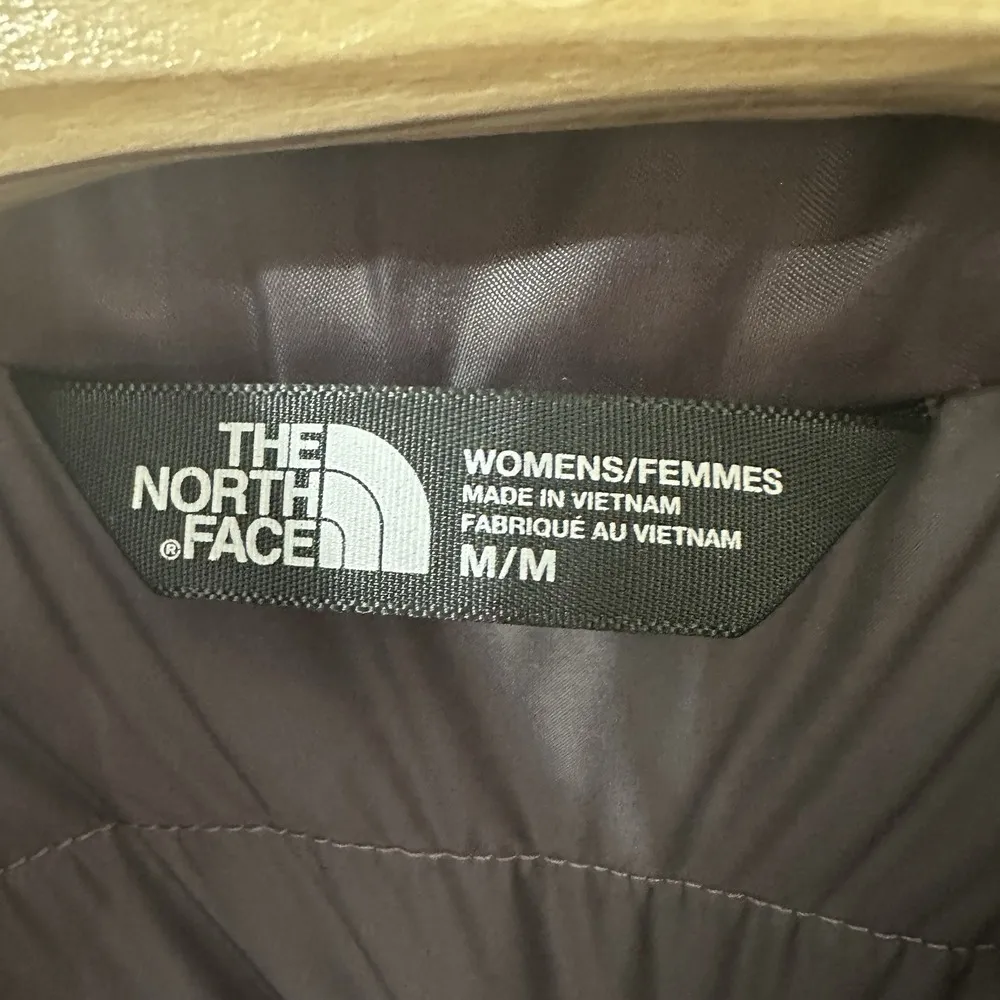 THE
NORTH
®FACE
WOMENS/FEMMES
MADE IN VIETNAM
FABRIQUÉ AU VIETNAM
M/M